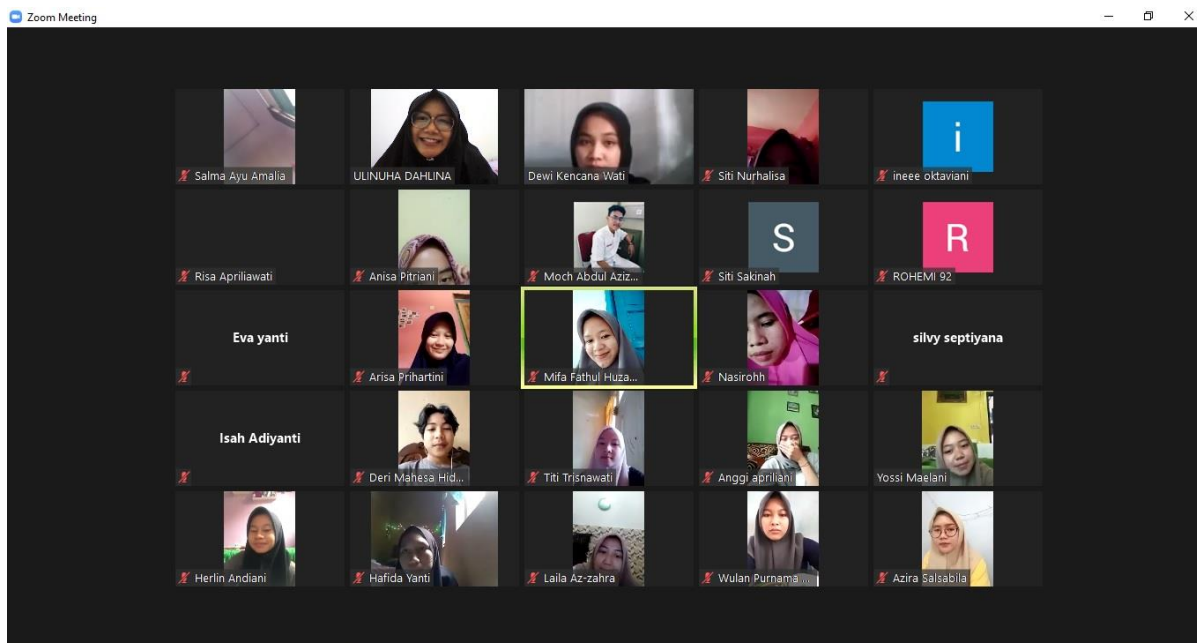 Zoom Meeting
Salma Ayu Amalia
ULINUHA DAHLINA
Dewi Kencana Wati
Siti Nurhalisa
i
ineee oktaviani
Risa Apriliawati
Anisa Pitriani
Moch Abdul Aziz...
S
Siti Sakinah
R
ROHEMI 92
Eva yanti
Arisa Prihartini
Mifa Fathul Huza...
Nasirohh
silvy septiyana
Isah Adiyanti
Deri Mahesa Hid...
Titi Trisnawati
Anggi apriliani
Yossi Maelani
Herlin Andiani
Hafida Yanti
Laila Az-zahra
Wulan Purnama ...
Azira Salsabila